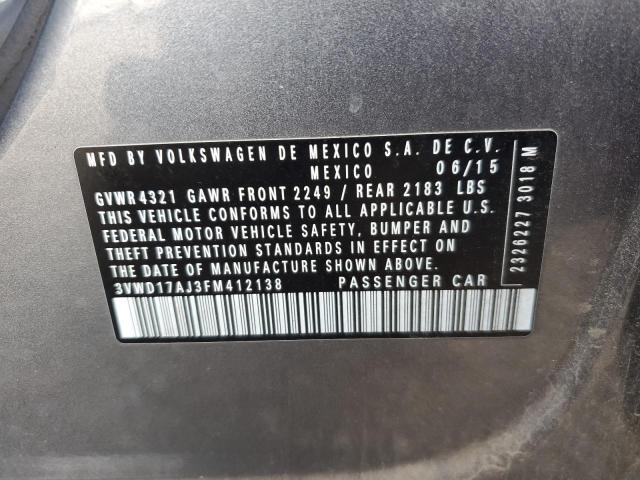 MFD BY VOLKSWAGEN DE MEXICO S.A. DE C.V.
MEXICO 06/15
GVWR 4321 GAWR FRONT 2249 / REAR 2183 LBS
THIS VEHICLE CONFORMS TO ALL APPLICABLE U.S.
FEDERAL MOTOR VEHICLE SAFETY, BUMPER AND
THEFT PREVENTION STANDARDS IN EFFECT ON
THE DATE OF MANUFACTURE SHOWN ABOVE.
3VWD17AJ3FM412138 PASSENGER CAR
2326227 3018 M